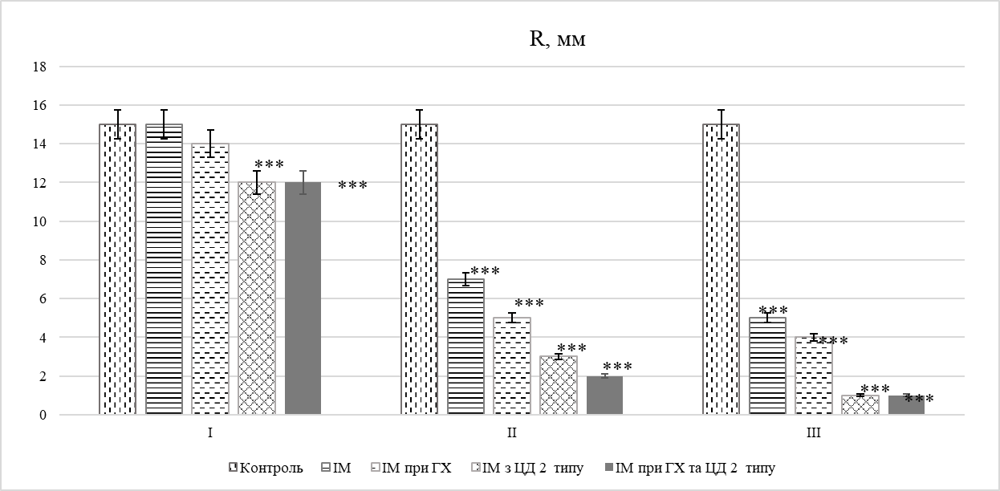 R, мм
18
16
14
12
10
8
6
4
2
0
***
***
***
***
***
***
***
***
***
***
I
II
III
Контроль
ІМ
ІМ при ГХ
ІМ з ЦД 2 типу
ІМ при ГХ та ЦД 2 типу